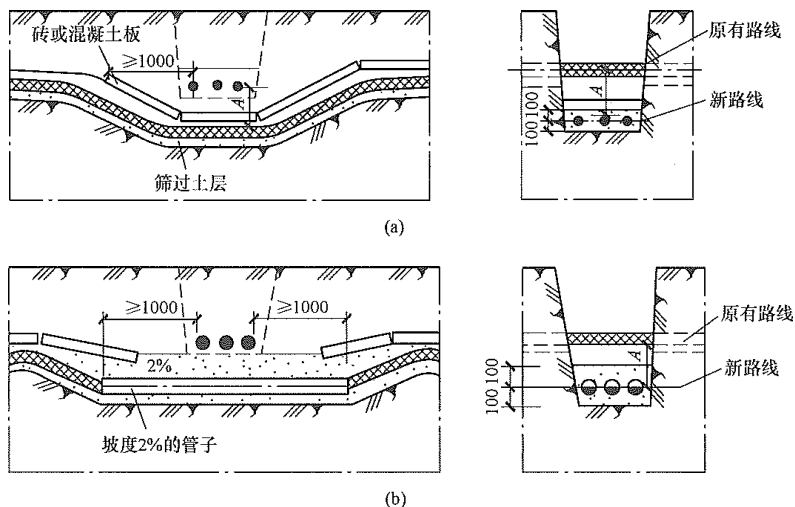 砖或混凝土板
≥1000
A
筛过土层
原有路线
A
新路线
100 100
(a)
≥1000
≥1000
2%
坡度2%的管子
原有路线
A
新路线
100 100
(b)